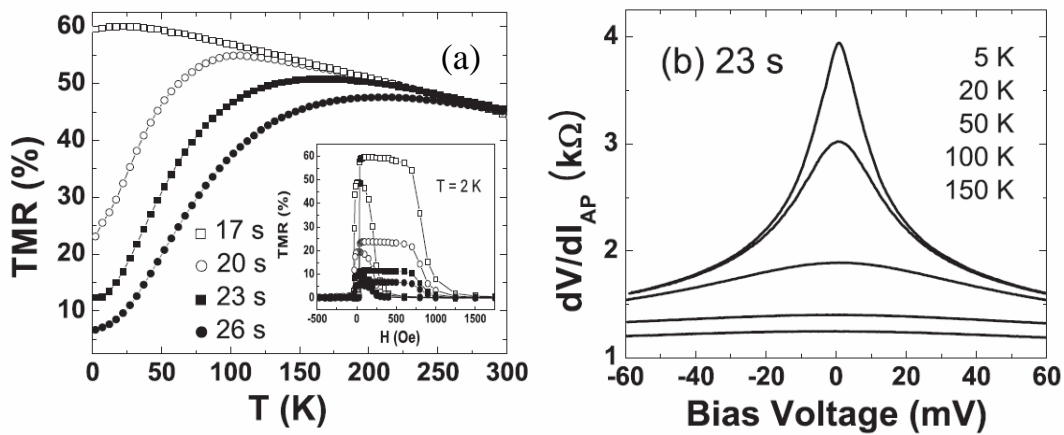 (a)
TMR (%)
60
50
40
30
20
10
0
50
100
150
200
250
300
T (K)
17 s
20 s
23 s
26 s
TMR (%)
60
50
40
30
20
10
0
T = 2 K
-500
0
500
1000
1500
H (Oe)
(b) 23 s
dV/dI_AP (kΩ)
4
3
2
1
5 K
20 K
50 K
100 K
150 K
-60
-40
-20
0
20
40
60
Bias Voltage (mV)